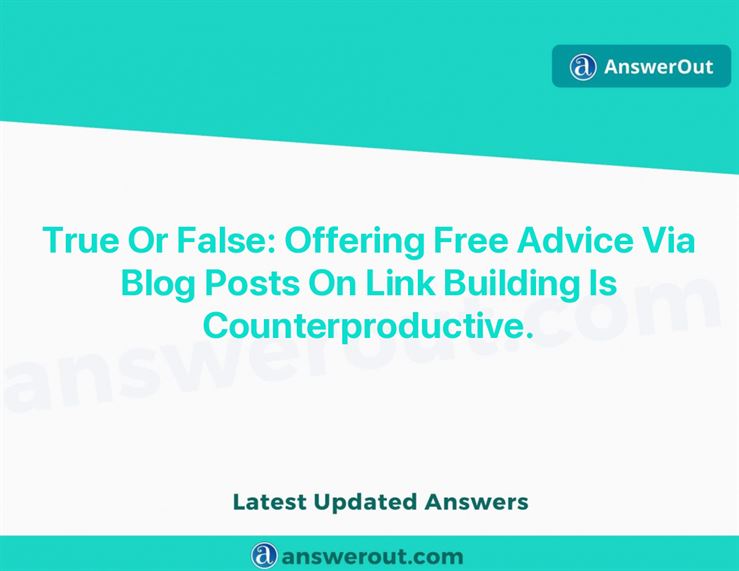 AnswerOut
True Or False: Offering Free Advice Via
Blog Posts On Link Building Is
Counterproductive.
answerout.com
Latest Updated Answers
answerout.com